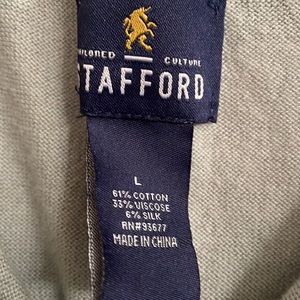 TAILORED CULTURE
STAFFORD
L
61% COTTON
33% VISCOSE
6% SILK
RN#93677
MADE IN CHINA